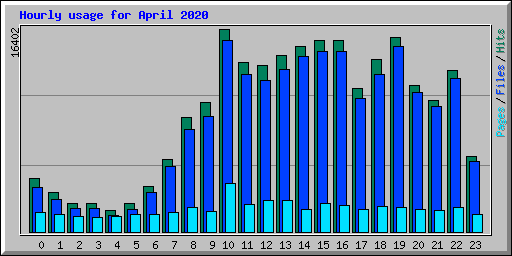 Hourly usage for April 2020
16402
Pages/Files/Hits
0 1 2 3 4 5 6 7 8 9 10 11 12 13 14 15 16 17 18 19 20 21 22 23